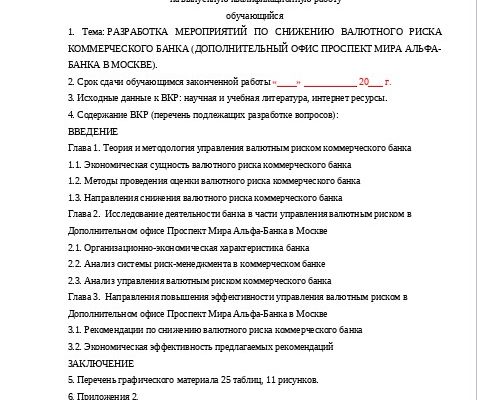 на выпускную квалификационную работу
обучающийся
1. Тема: РАЗРАБОТКА МЕРОПРИЯТИЙ ПО СНИЖЕНИЮ ВАЛЮТНОГО РИСКА
КОММЕРЧЕСКОГО БАНКА (ДОПОЛНИТЕЛЬНЫЙ ОФИС ПРОСПЕКТ МИРА АЛЬФА-
БАНКА В МОСКВЕ).
2. Срок сдачи обучающимся законченной работы «____» ____________ 20___ г.
3. Исходные данные к ВКР: научная и учебная литература, интернет ресурсы.
4. Содержание ВКР (перечень подлежащих разработке вопросов):
ВВЕДЕНИЕ
Глава 1. Теория и методология управления валютным риском коммерческого банка
1.1. Экономическая сущность валютного риска коммерческого банка
1.2. Методы проведения оценки валютного риска коммерческого банка
1.3. Направления снижения валютного риска коммерческого банка
Глава 2. Исследование деятельности банка в части управления валютным риском в
Дополнительном офисе Проспект Мира Альфа-Банка в Москве
2.1. Организационно-экономическая характеристика банка
2.2. Анализ системы риск-менеджмента в коммерческом банке
2.3. Анализ управления валютным риском коммерческого банка
Глава 3. Направления повышения эффективности управления валютным риском в
Дополнительном офисе Проспект Мира Альфа-Банка в Москве
3.1. Рекомендации по снижению валютного риска коммерческого банка
3.2. Экономическая эффективность предлагаемых рекомендаций
ЗАКЛЮЧЕНИЕ
5. Перечень графического материала 25 таблиц, 11 рисунков.
6. Приложения 2.